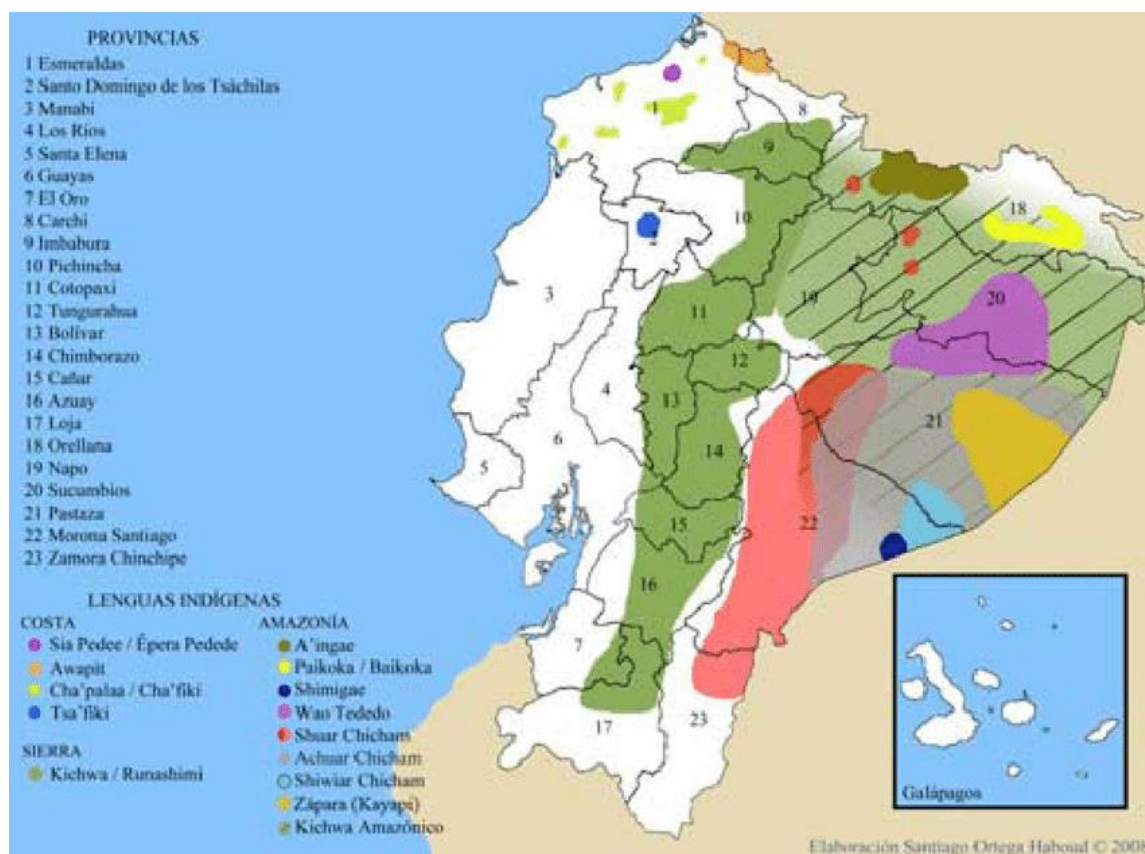 PROVINCIAS
1 Esmeraldas
2 Santo Domingo de los Tsáchilas
3 Manabi
4 Los Rios
5 Santa Elena
6 Guayas
7 El Oro
8 Carchi
9 Imbabura
10 Pichincha
11 Cotopaxi
12 Tungurahua
13 Bolívar
14 Chimborazo
15 Cañar
16 Azuay
17 Loja
18 Orellana
19 Napo
20 Sucumbios
21 Pastaza
22 Morona Santiago
23 Zamora Chinchipe
LENGUAS INDÍGENAS
COSTA
Sia Pedee / Épera Pedede
Awapit
Cha'palaa / Cha'fiki
Tsa'fiki
SIERRA
Kichwa / Runashimi
AMAZONÍA
A'ingae
Paikoka / Baikoka
Shimigae
Wao Tededo
Shuar Chicham
Achuar Chicham
Shiwiar Chicham
Zápara (Kayapi)
Kichwa Amazónico
1
8
9
10
18
3
19
20
11
12
4
13
21
6
14
5
15
22
16
7
17
23
Galápagos
Elaboración Santiago Ortega Haboud ©